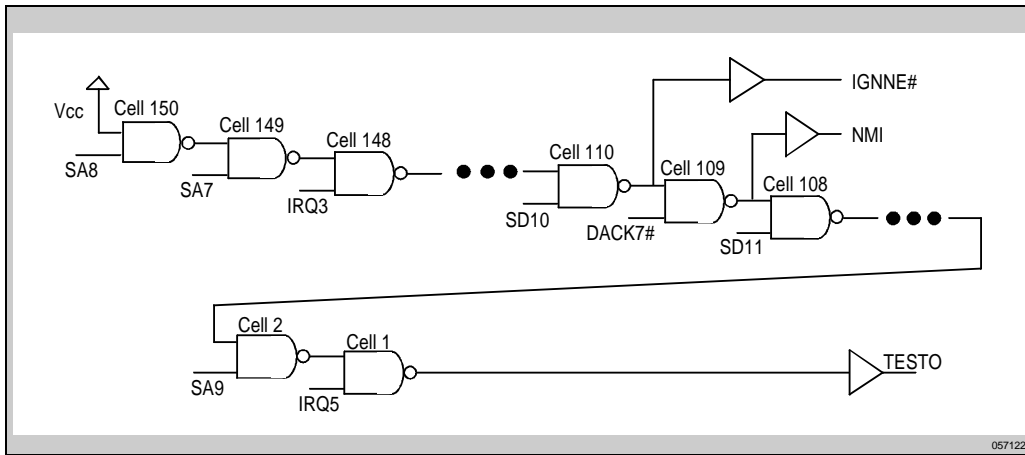 IGNNE#
Vcc
Cell 150
Cell 149
Cell 148
Cell 110
Cell 109
Cell 108
NMI
SA8
SA7
IRQ3
SD10
DACK7#
SD11
Cell 2
Cell 1
SA9
IRQ5
TESTO
057122